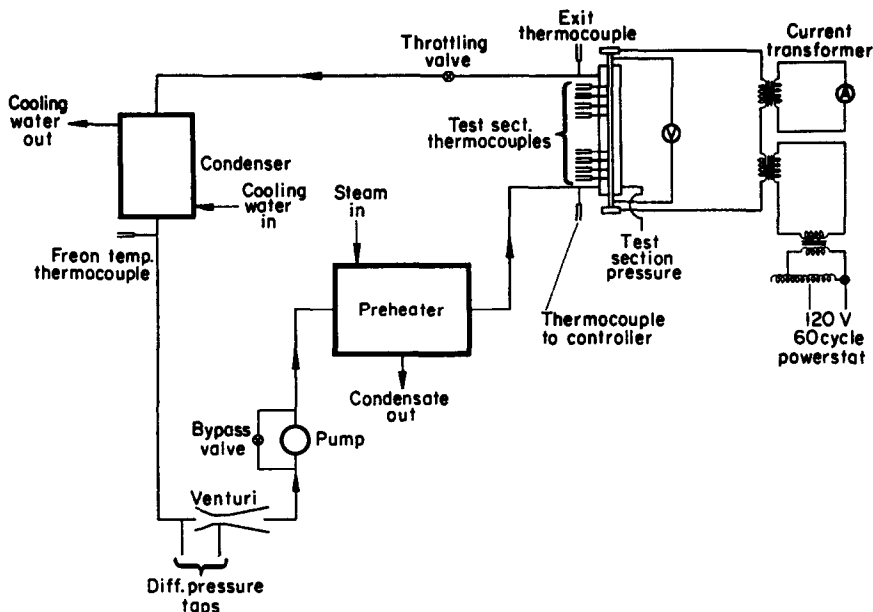 Exit
thermocouple
Current
transformer
Throttling
valve
A
Cooling
water
out
Test sect.
thermocouples
V
Condenser
Cooling
water
in
Steam
in
Freon temp.
thermocouple
Test
section
pressure
Preheater
Thermocouple
to controller
120 V
60 cycle
powerstat
Condensate
out
Bypass
valve
Pump
Venturi
Diff. pressure
taps